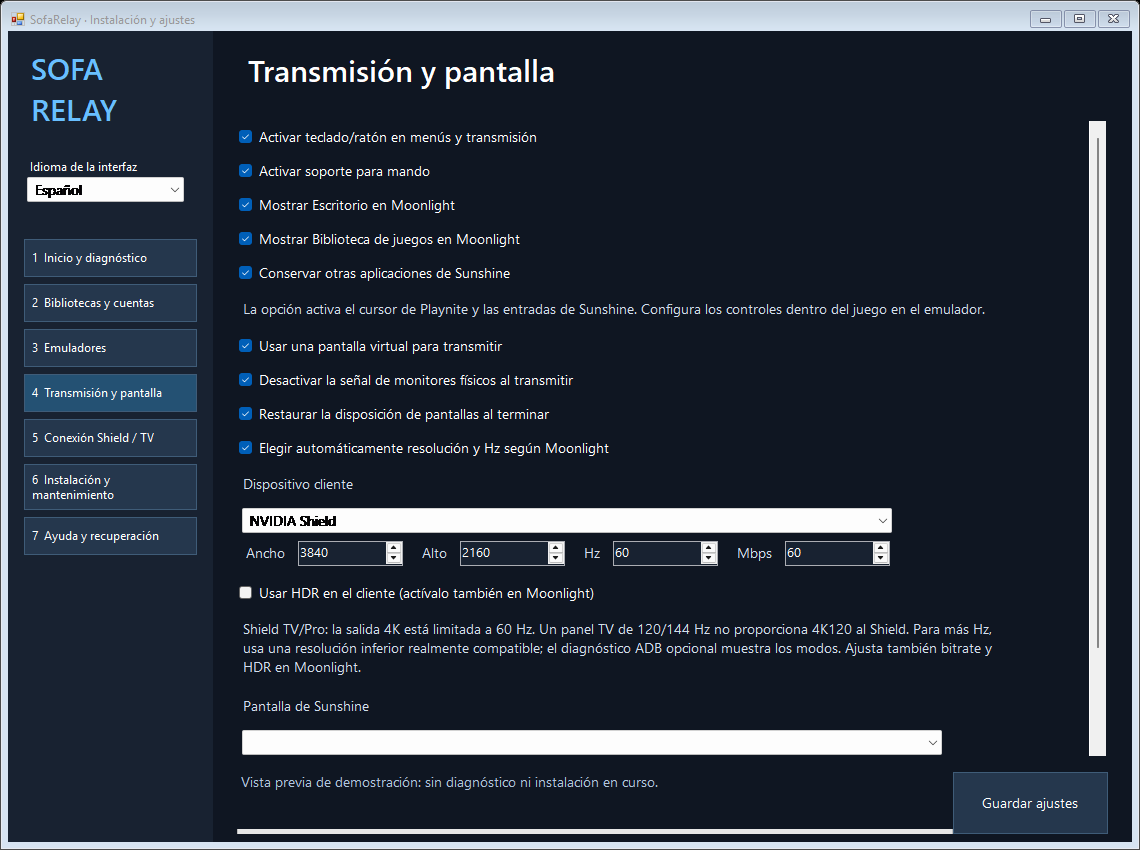 SofaRelay · Instalación y ajustes
SOFA
RELAY
Idioma de la interfaz
Español
1 Inicio y diagnóstico
2 Bibliotecas y cuentas
3 Emuladores
4 Transmisión y pantalla
5 Conexión Shield / TV
6 Instalación y
mantenimiento
7 Ayuda y recuperación
Transmisión y pantalla
Activar teclado/ratón en menús y transmisión
Activar soporte para mando
Mostrar Escritorio en Moonlight
Mostrar Biblioteca de juegos en Moonlight
Conservar otras aplicaciones de Sunshine
La opción activa el cursor de Playnite y las entradas de Sunshine. Configura los controles dentro del juego en el emulador.
Usar una pantalla virtual para transmitir
Desactivar la señal de monitores físicos al transmitir
Restaurar la disposición de pantallas al terminar
Elegir automáticamente resolución y Hz según Moonlight
Dispositivo cliente
NVIDIA Shield
Ancho 3840 Alto 2160 Hz 60 Mbps 60
Usar HDR en el cliente (actívalo también en Moonlight)
Shield TV/Pro: la salida 4K está limitada a 60 Hz. Un panel TV de 120/144 Hz no proporciona 4K120 al Shield. Para más Hz,
usa una resolución inferior realmente compatible; el diagnóstico ADB opcional muestra los modos. Ajusta también bitrate y
HDR en Moonlight.
Pantalla de Sunshine
Vista previa de demostración: sin diagnóstico ni instalación en curso.
Guardar ajustes